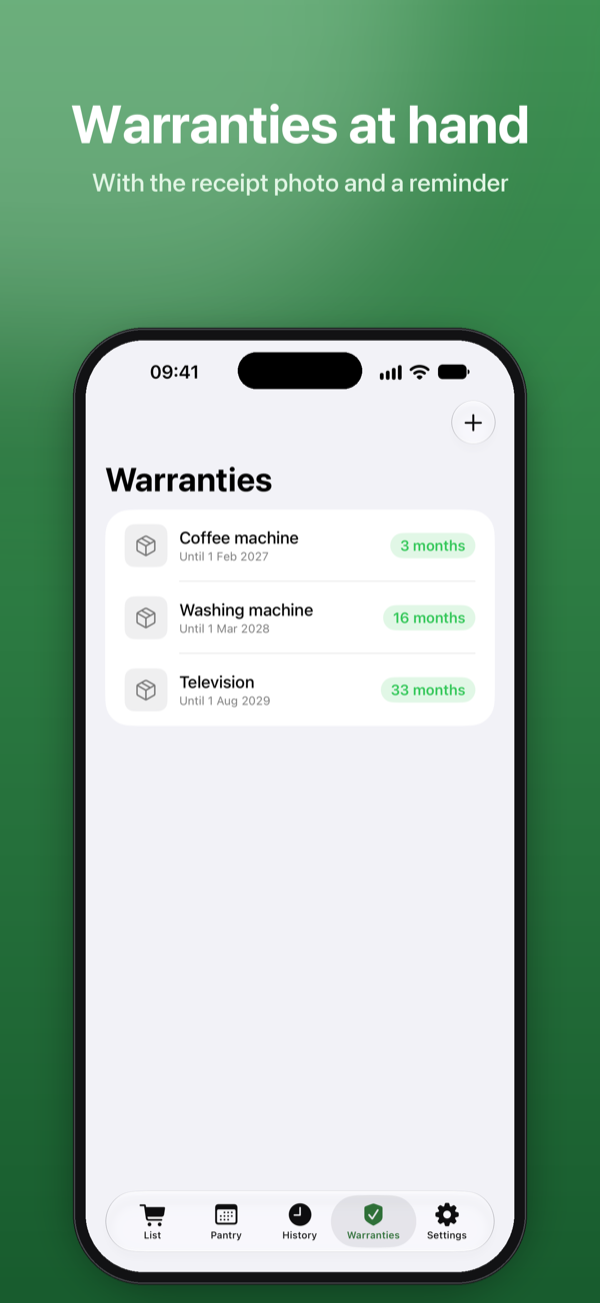 Warranties at hand
With the receipt photo and a reminder
09:41
Warranties
Coffee machine
Until 1 Feb 2027
3 months
Washing machine
Until 1 Mar 2028
16 months
Television
Until 1 Aug 2029
33 months
List
Pantry
History
Warranties
Settings